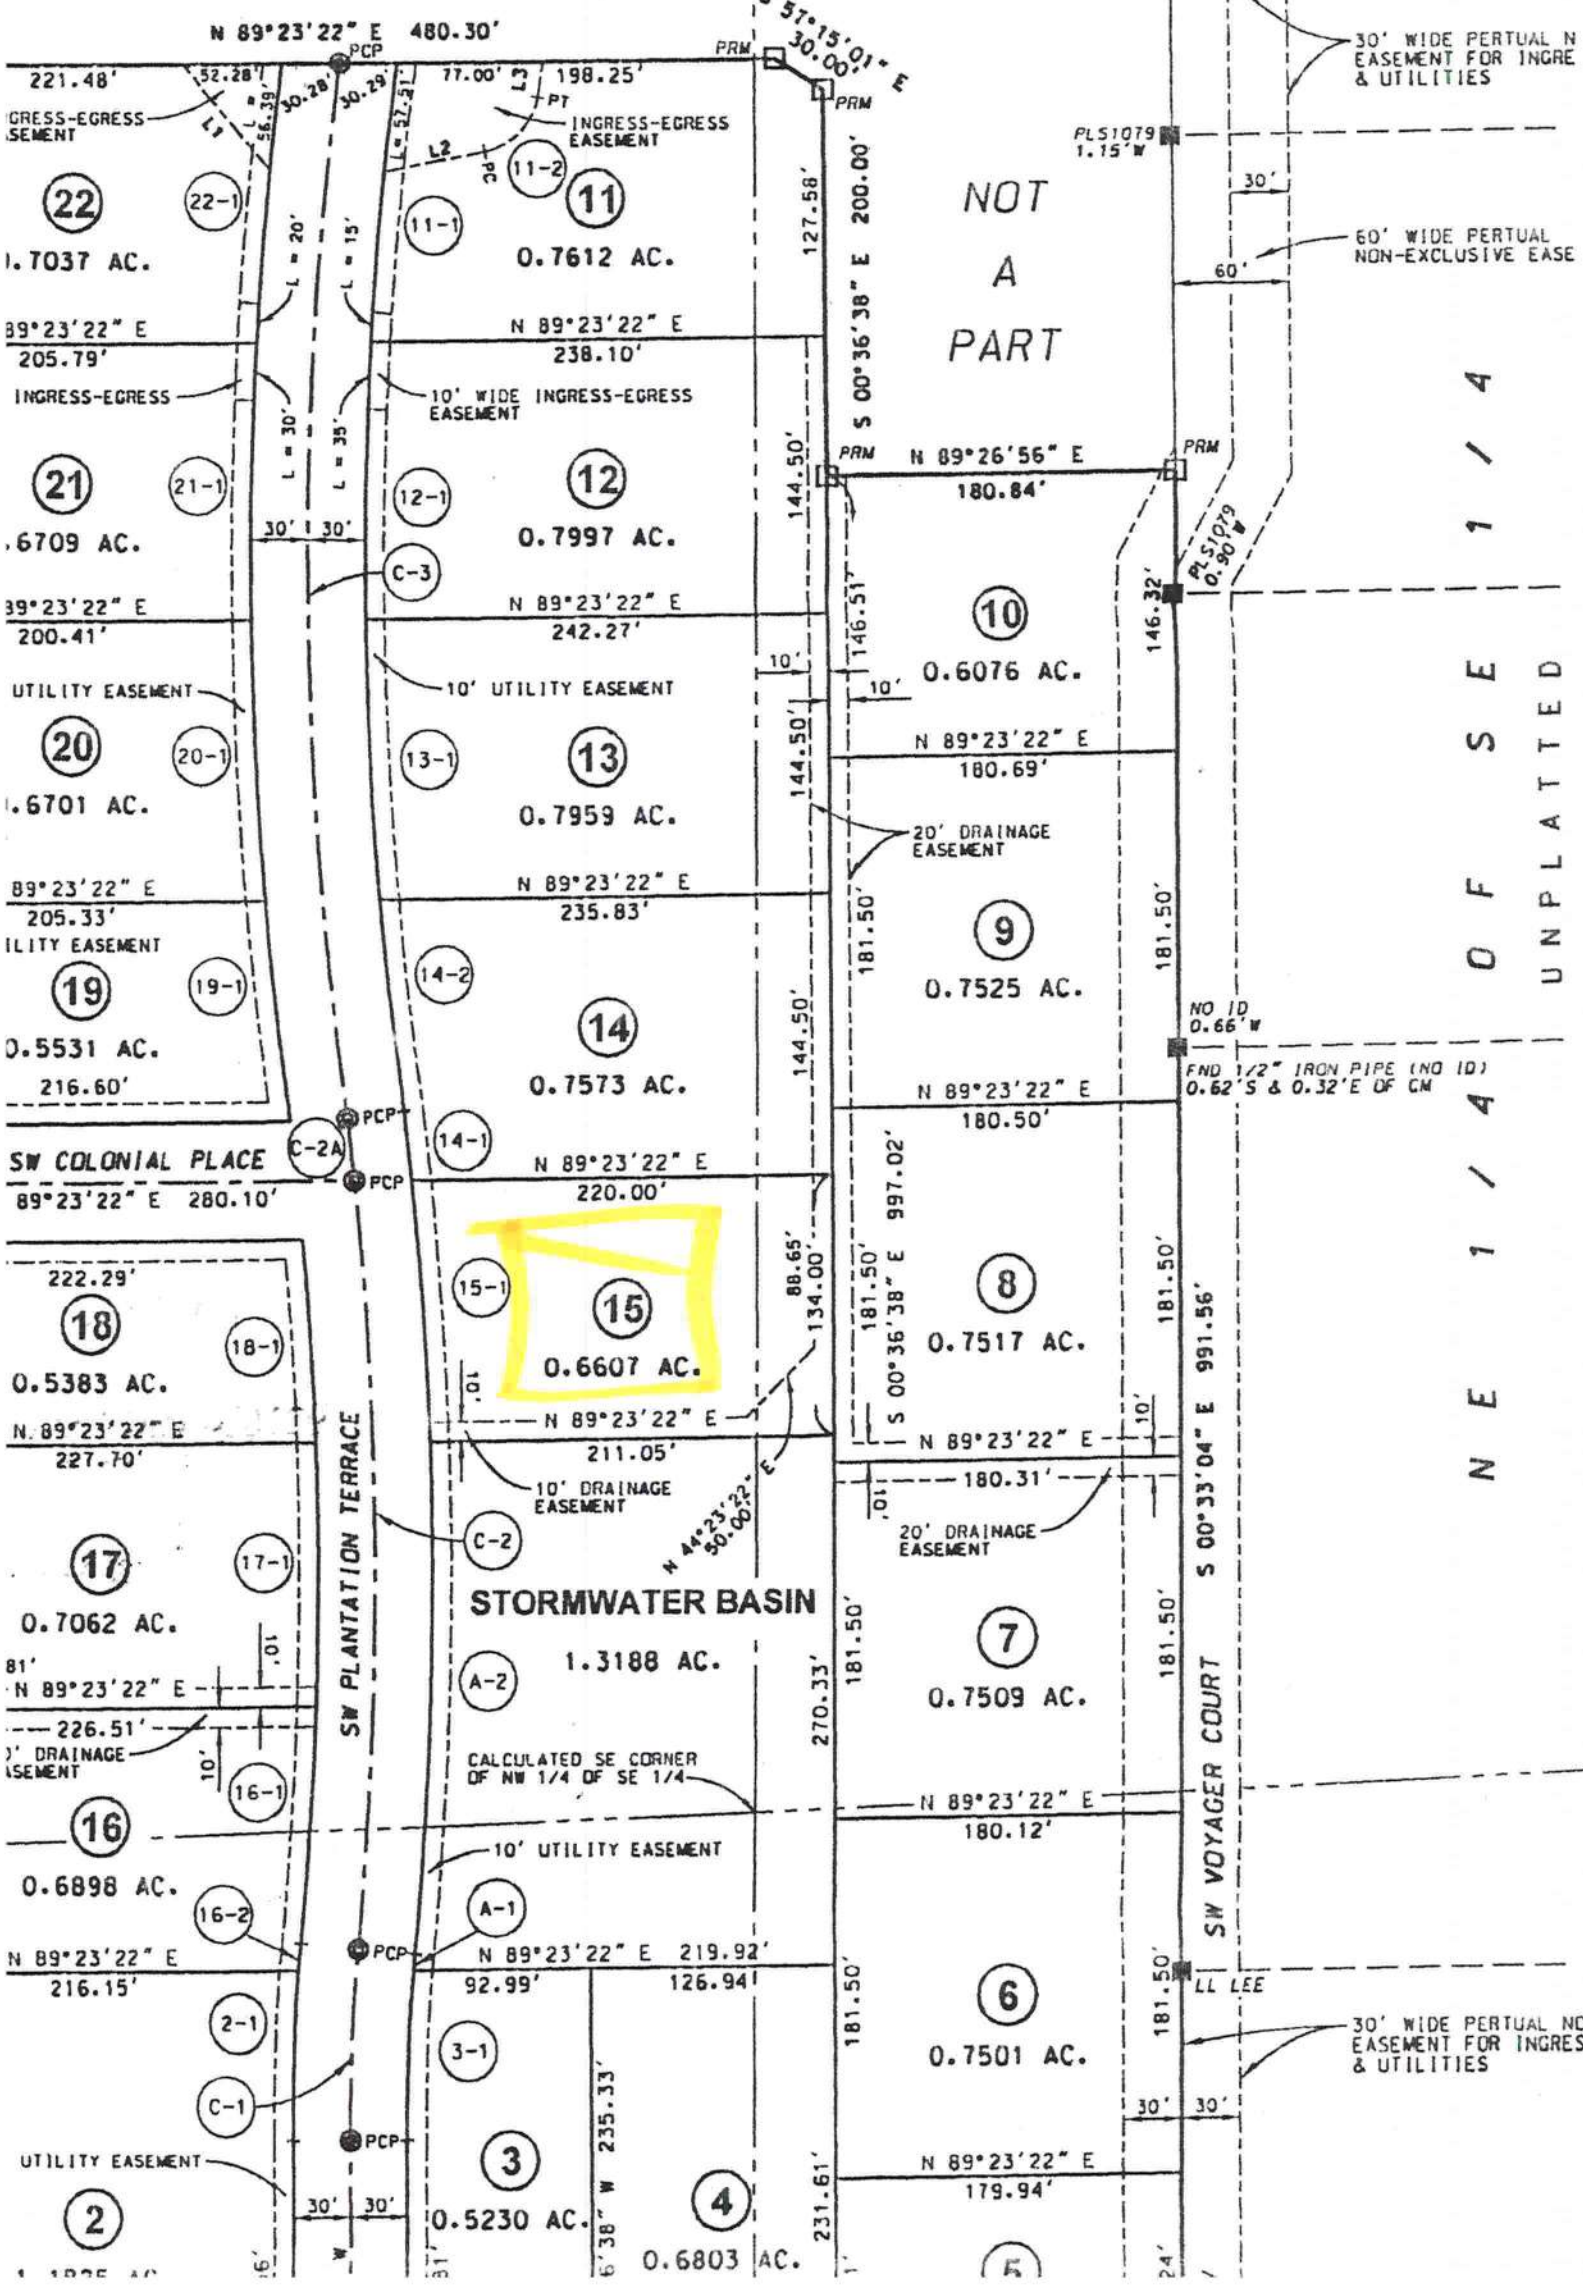 N 89°23'22" E 480.30'
PCP
PRM
57°15'01" E
30.00'
PRM
221.48'
52.28'
L =
56.39'
30.28'
30.29'
L = 57.51'
77.00'
L3
198.25'
PT
GRESS-EGRESS
SEMENT
L1
L2
PC
11-2
INGRESS-EGRESS
EASEMENT
30' WIDE PERTUAL N
EASEMENT FOR INGRE
& UTILITIES
PLS1079
1.15'W
22
22-1
.7037 AC.
L = 20'
L = 15'
11-1
11
0.7612 AC.
127.58'
S 00°36'38" E 200.00'
NOT
A
PART
30'
60' WIDE PERTUAL
NON-EXCLUSIVE EASE
60'
89°23'22" E
205.79'
N 89°23'22" E
238.10'
INGRESS-EGRESS
10' WIDE INGRESS-EGRESS
EASEMENT
L = 30'
L = 35'
21
21-1
.6709 AC.
30'
30'
12-1
12
0.7997 AC.
C-3
144.50'
PRM
N 89°26'56" E
180.84'
PRM
PLS1079
0.90'W
89°23'22" E
200.41'
N 89°23'22" E
242.27'
146.51'
10
0.6076 AC.
146.32'
10'
10'
UTILITY EASEMENT
10' UTILITY EASEMENT
20
20-1
.6701 AC.
13-1
13
0.7959 AC.
144.50'
N 89°23'22" E
180.69'
20' DRAINAGE
EASEMENT
89°23'22" E
205.33'
N 89°23'22" E
235.83'
ILITY EASEMENT
19
19-1
0.5531 AC.
216.60'
14-2
14
0.7573 AC.
144.50'
181.50'
9
0.7525 AC.
181.50'
NO ID
0.66'W
FND 1/2" IRON PIPE (NO ID)
0.62'S & 0.32'E OF CM
PCP
C-2A
14-1
N 89°23'22" E
180.50'
SW COLONIAL PLACE
89°23'22" E 280.10'
PCP
N 89°23'22" E
220.00'
222.29'
18
18-1
0.5383 AC.
15-1
15
0.6607 AC.
88.65'
134.00'
181.50'
S 00°36'38" E 997.02'
8
0.7517 AC.
181.50'
S 00°33'04" E 991.56'
10'
N 89°23'22" E
N 89°23'22" E
227.70'
211.05'
N 89°23'22" E
10'
180.31'
10'
10' DRAINAGE
EASEMENT
N 44°23'22" E
50.00'
20' DRAINAGE
EASEMENT
SW PLANTATION TERRACE
C-2
17
17-1
0.7062 AC.
STORMWATER BASIN
1.3188 AC.
A-2
7
0.7509 AC.
181.50'
181.50'
270.33'
SW VOYAGER COURT
81'
N 89°23'22" E
10'
226.51'
' DRAINAGE
ASEMENT
10'
16-1
CALCULATED SE CORNER
OF NW 1/4 OF SE 1/4
N 89°23'22" E
180.12'
16
0.6898 AC.
16-2
10' UTILITY EASEMENT
A-1
PCP
N 89°23'22" E
216.15'
N 89°23'22" E 219.92'
92.99'
126.94'
181.50'
6
0.7501 AC.
181.50'
LL LEE
2-1
3-1
C-1
PCP
30' WIDE PERTUAL NO
EASEMENT FOR INGRES
& UTILITIES
UTILITY EASEMENT
30'
30'
3
0.5230 AC.
6'38" W 235.33'
4
0.6803 AC.
231.61'
30'
30'
N 89°23'22" E
179.94'
2
W
81'
1'
5
24'
NE 1/4 OF SE 1/4
UNPLATTED